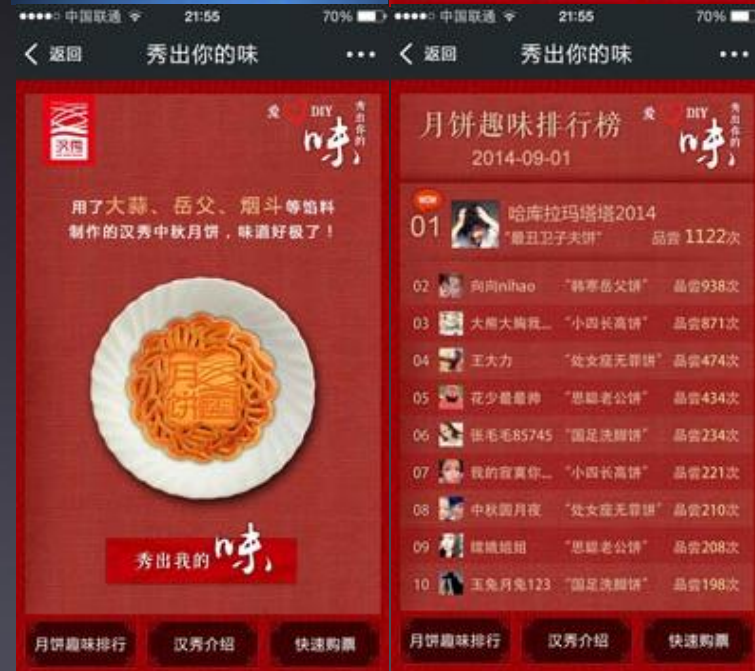 中国联通
21:55
70%
返回
秀出你的味
汉秀
爱
DIY
秀出你的
味
用了大蒜、岳父、烟斗等馅料
制作的汉秀中秋月饼，味道好极了！
月饼
秀出我的味
月饼趣味排行
汉秀介绍
快速购票
中国联通
21:55
70%
返回
秀出你的味
月饼趣味排行榜
2014-09-01
爱
DIY
秀出你的
味
01
哈库拉玛塔塔2014
“最丑卫子夫饼”
品尝 1122次
02 向向nihao “韩寒岳父饼” 品尝938次
03 大熊大胸我... “小四长高饼” 品尝871次
04 王大力 “处女座无罪饼” 品尝474次
05 花少最最帅 “思聪老公饼” 品尝434次
06 张毛毛85745 “国足洗脚饼” 品尝234次
07 我的寂寞你... “小四长高饼” 品尝221次
08 中秋圆月夜 “处女座无罪饼” 品尝210次
09 嫦娥姐姐 “思聪老公饼” 品尝208次
10 玉兔月兔123 “国足洗脚饼” 品尝198次
月饼趣味排行
汉秀介绍
快速购票